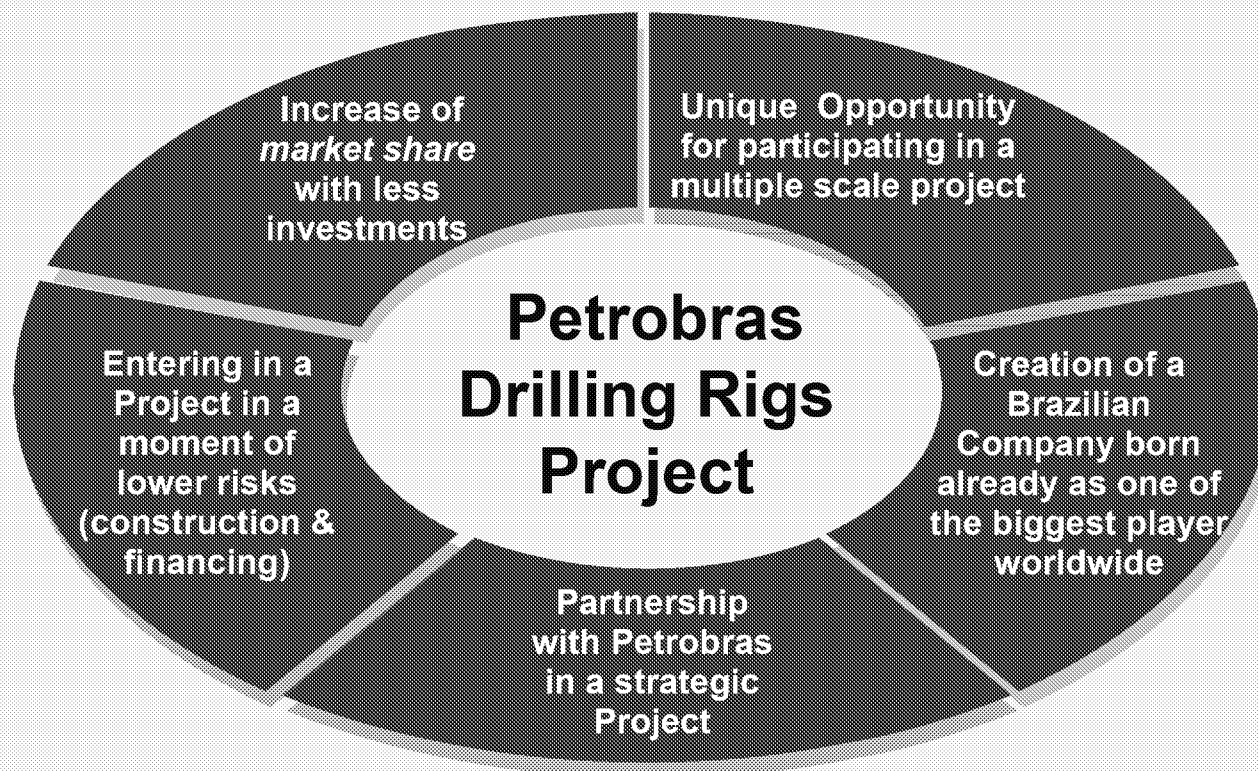 Increase of
market share
with less
investments
Unique Opportunity
for participating in a
multiple scale project
Petrobras
Drilling Rigs
Project
Entering in a
Project in a
moment of
lower risks
(construction &
financing)
Creation of a
Brazilian
Company born
already as one of
the biggest player
worldwide
Partnership
with Petrobras
in a strategic
Project